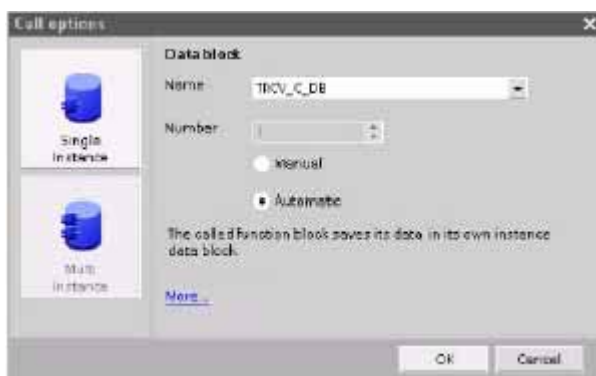 Call options
Data block
Name
TRCV_C_DB
Number
1
Manual
Automatic
Single
instance
Multi
instance
The called function block saves its data in its own instance
data block.
More...
OK
Cancel